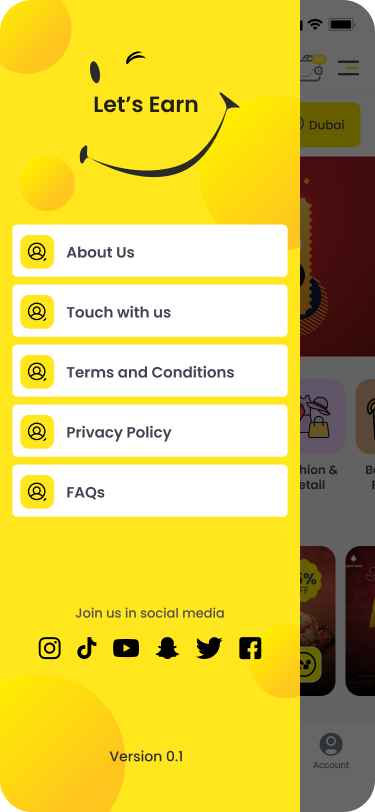 Let's Earn
Dubai
About Us
Touch with us
Terms and Conditions
Privacy Policy
FAQs
hion &
etail
Join us in social media
Version 0.1
Account